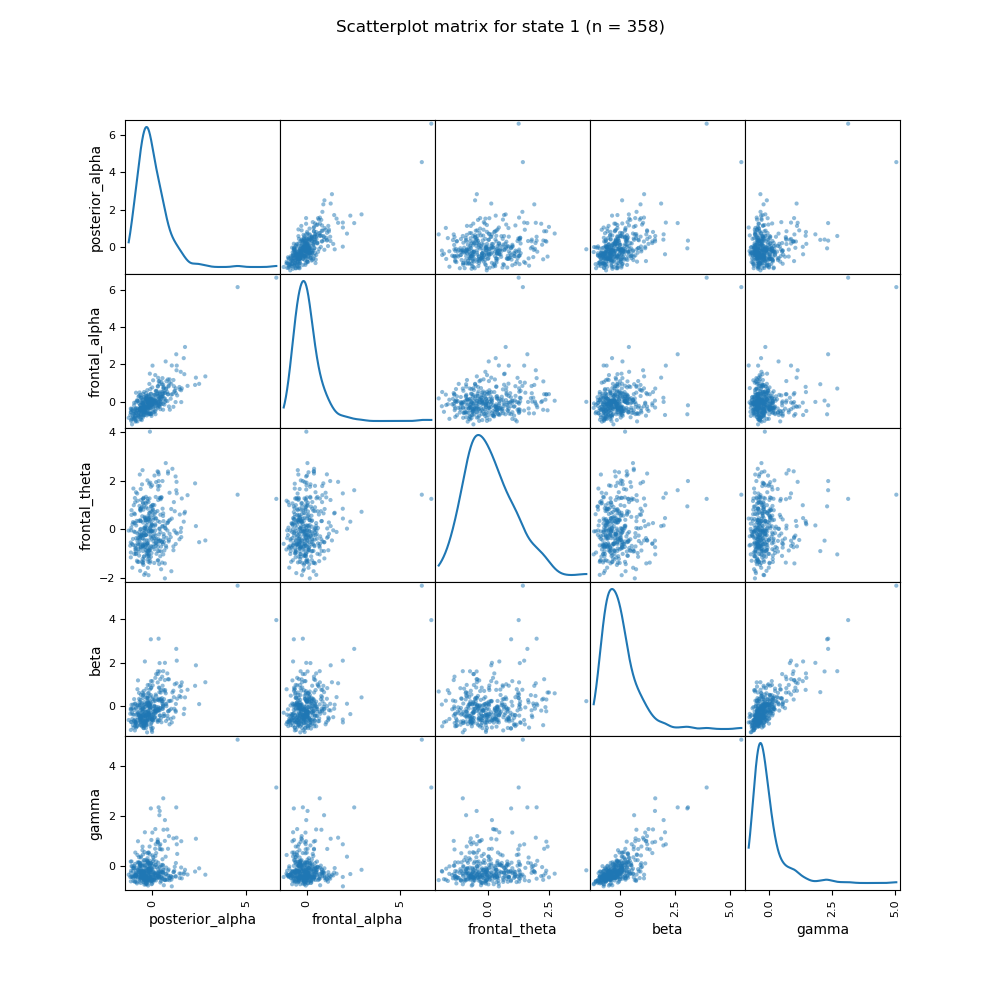 Scatterplot matrix for state 1 (n = 358)
posterior_alpha
6
4
2
0
frontal_alpha
6
4
2
0
frontal_theta
4
2
0
−2
beta
4
2
0
gamma
4
2
0
0 5 0 5 0.0 2.5 0.0 2.5 5.0 0.0 2.5 5.0
posterior_alpha frontal_alpha frontal_theta beta gamma